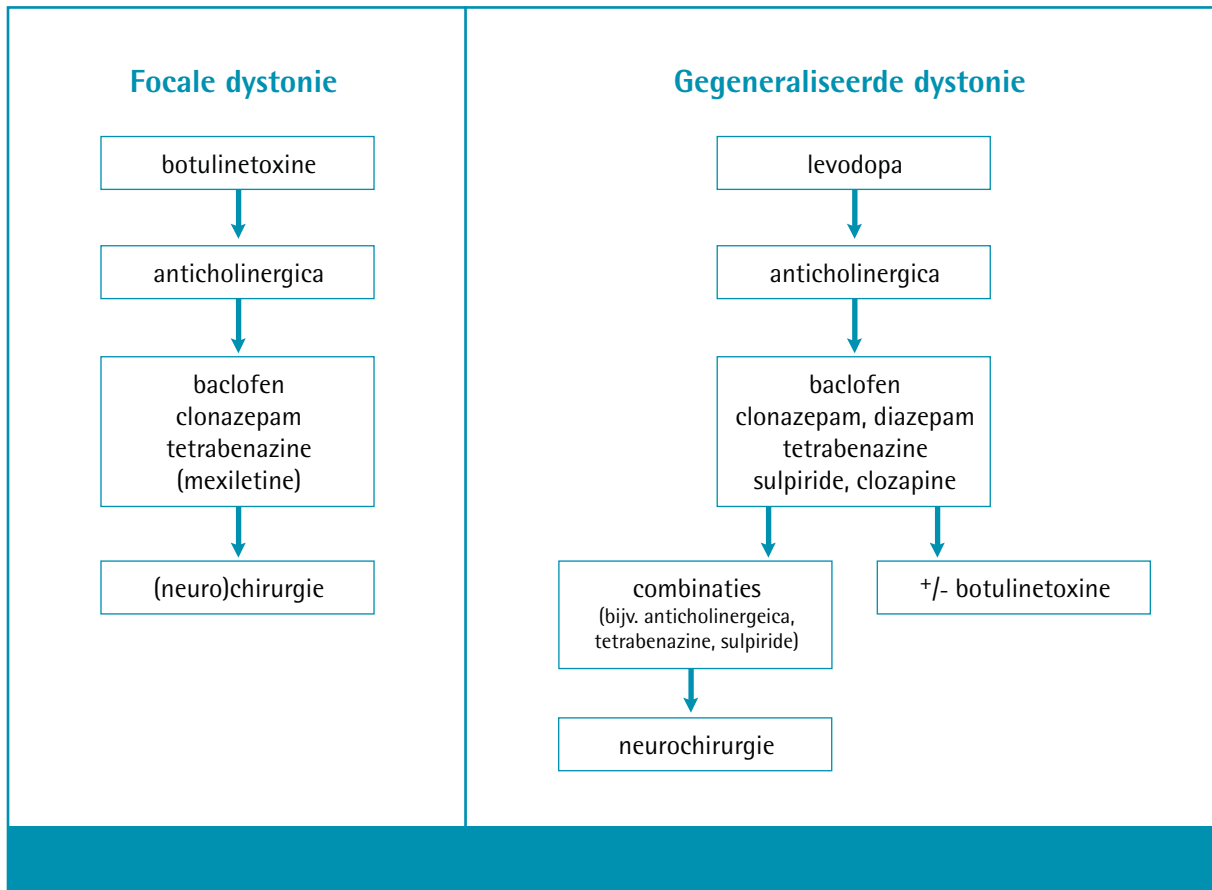 Focale dystonie
botulinetoxine
anticholinergica
baclofen
clonazepam
tetrabenazine
(mexiletine)
(neuro)chirurgie
Gegeneraliseerde dystonie
levodopa
anticholinergica
baclofen
clonazepam, diazepam
tetrabenazine
sulpiride, clozapine
combinaties
(bijv. anticholinergeica,
tetrabenazine, sulpiride)
+/- botulinetoxine
neurochirurgie